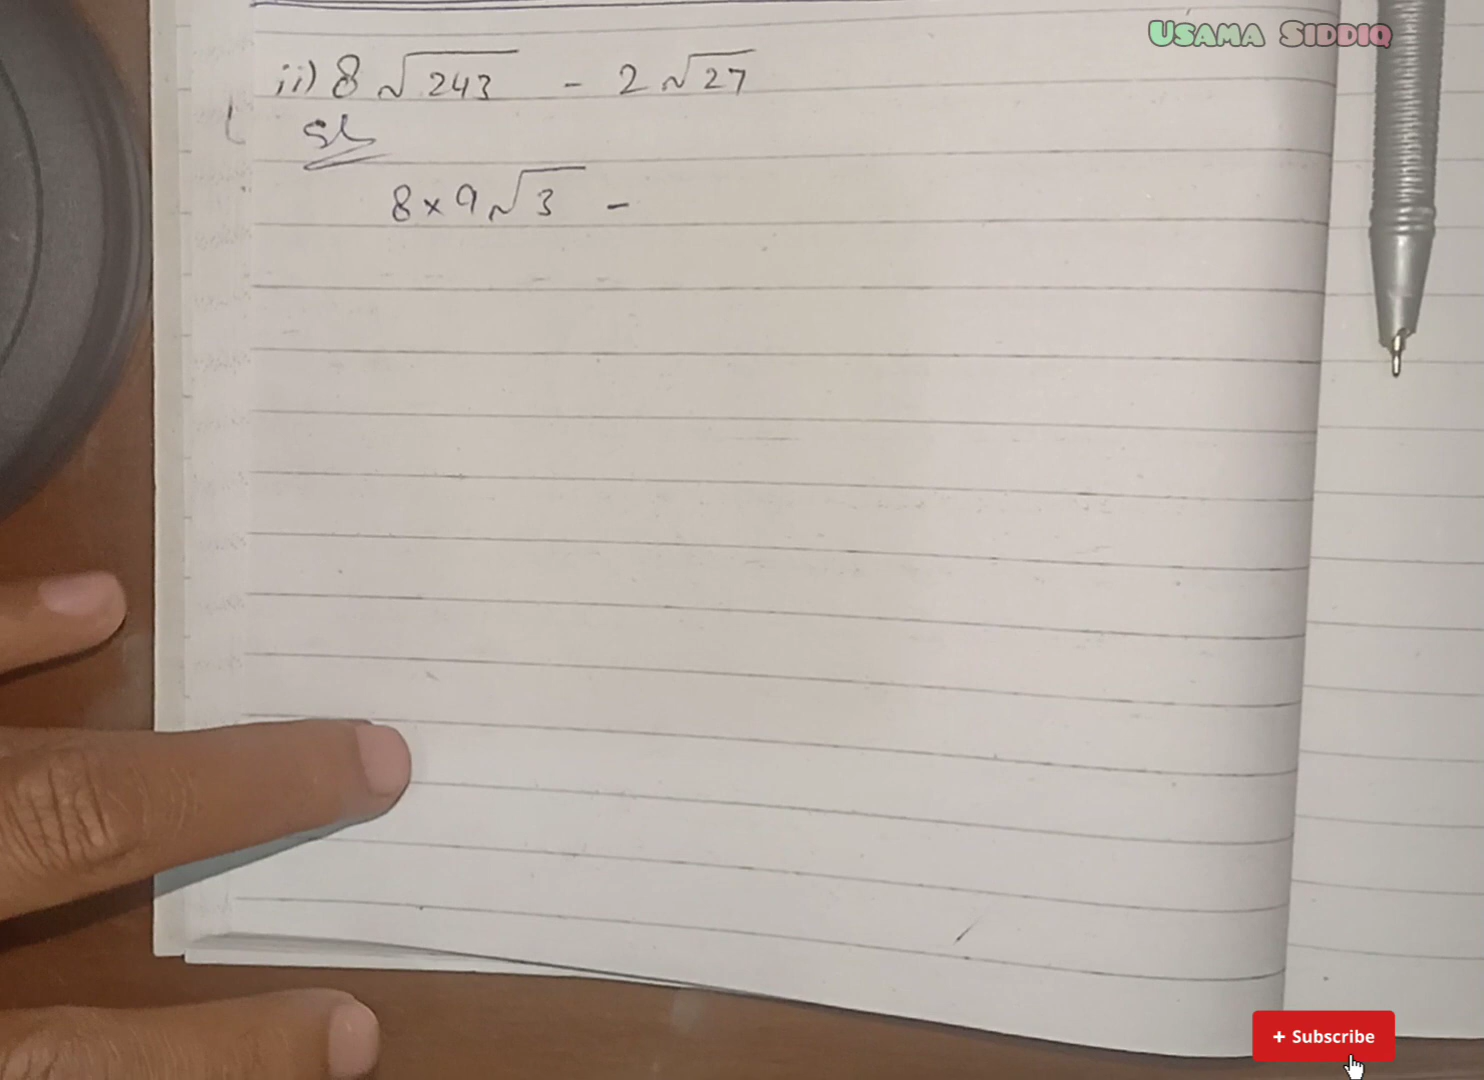 USAMA SIDDIQ
ii) 8 √243 - 2 √27
Sol
8 × 9 √3 -
+ Subscribe